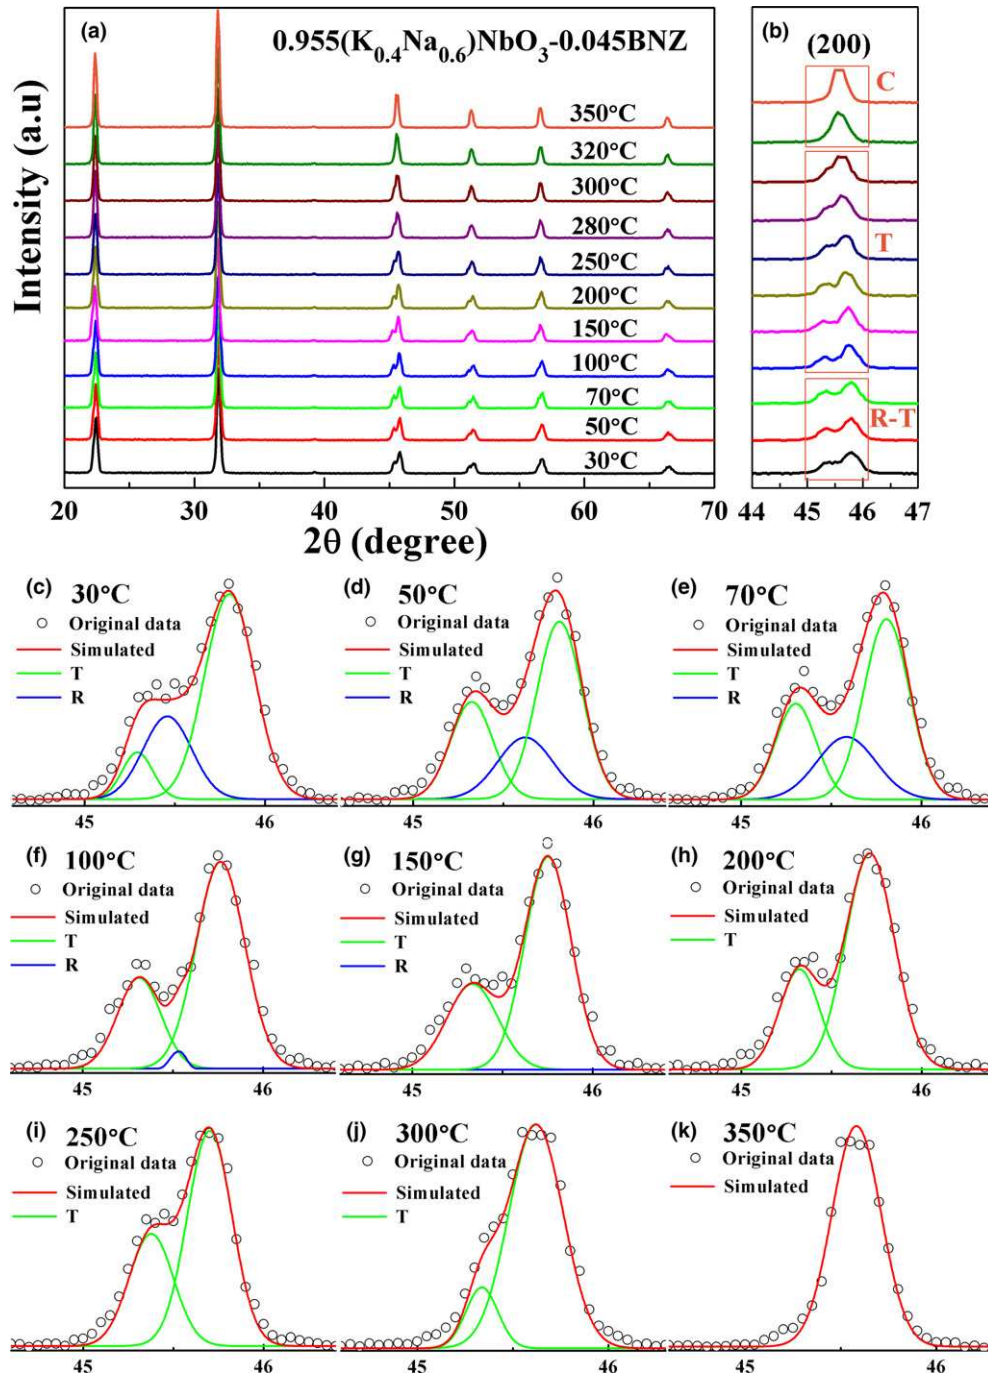 (a)
0.955(K0.4Na0.6)NbO3-0.045BNZ
350°C
320°C
300°C
280°C
250°C
200°C
150°C
100°C
70°C
50°C
30°C
Intensity (a.u)
20 30 40 50 60 70
2θ (degree)
(b)
(200)
C
T
R-T
44 45 46 47
(c) 30°C
Original data
Simulated
T
R
45 46
(d) 50°C
Original data
Simulated
T
R
45 46
(e) 70°C
Original data
Simulated
T
R
45 46
(f) 100°C
Original data
Simulated
T
R
45 46
(g) 150°C
Original data
Simulated
T
R
45 46
(h) 200°C
Original data
Simulated
T
45 46
(i) 250°C
Original data
Simulated
T
45 46
(j) 300°C
Original data
Simulated
T
45 46
(k) 350°C
Original data
Simulated
45 46